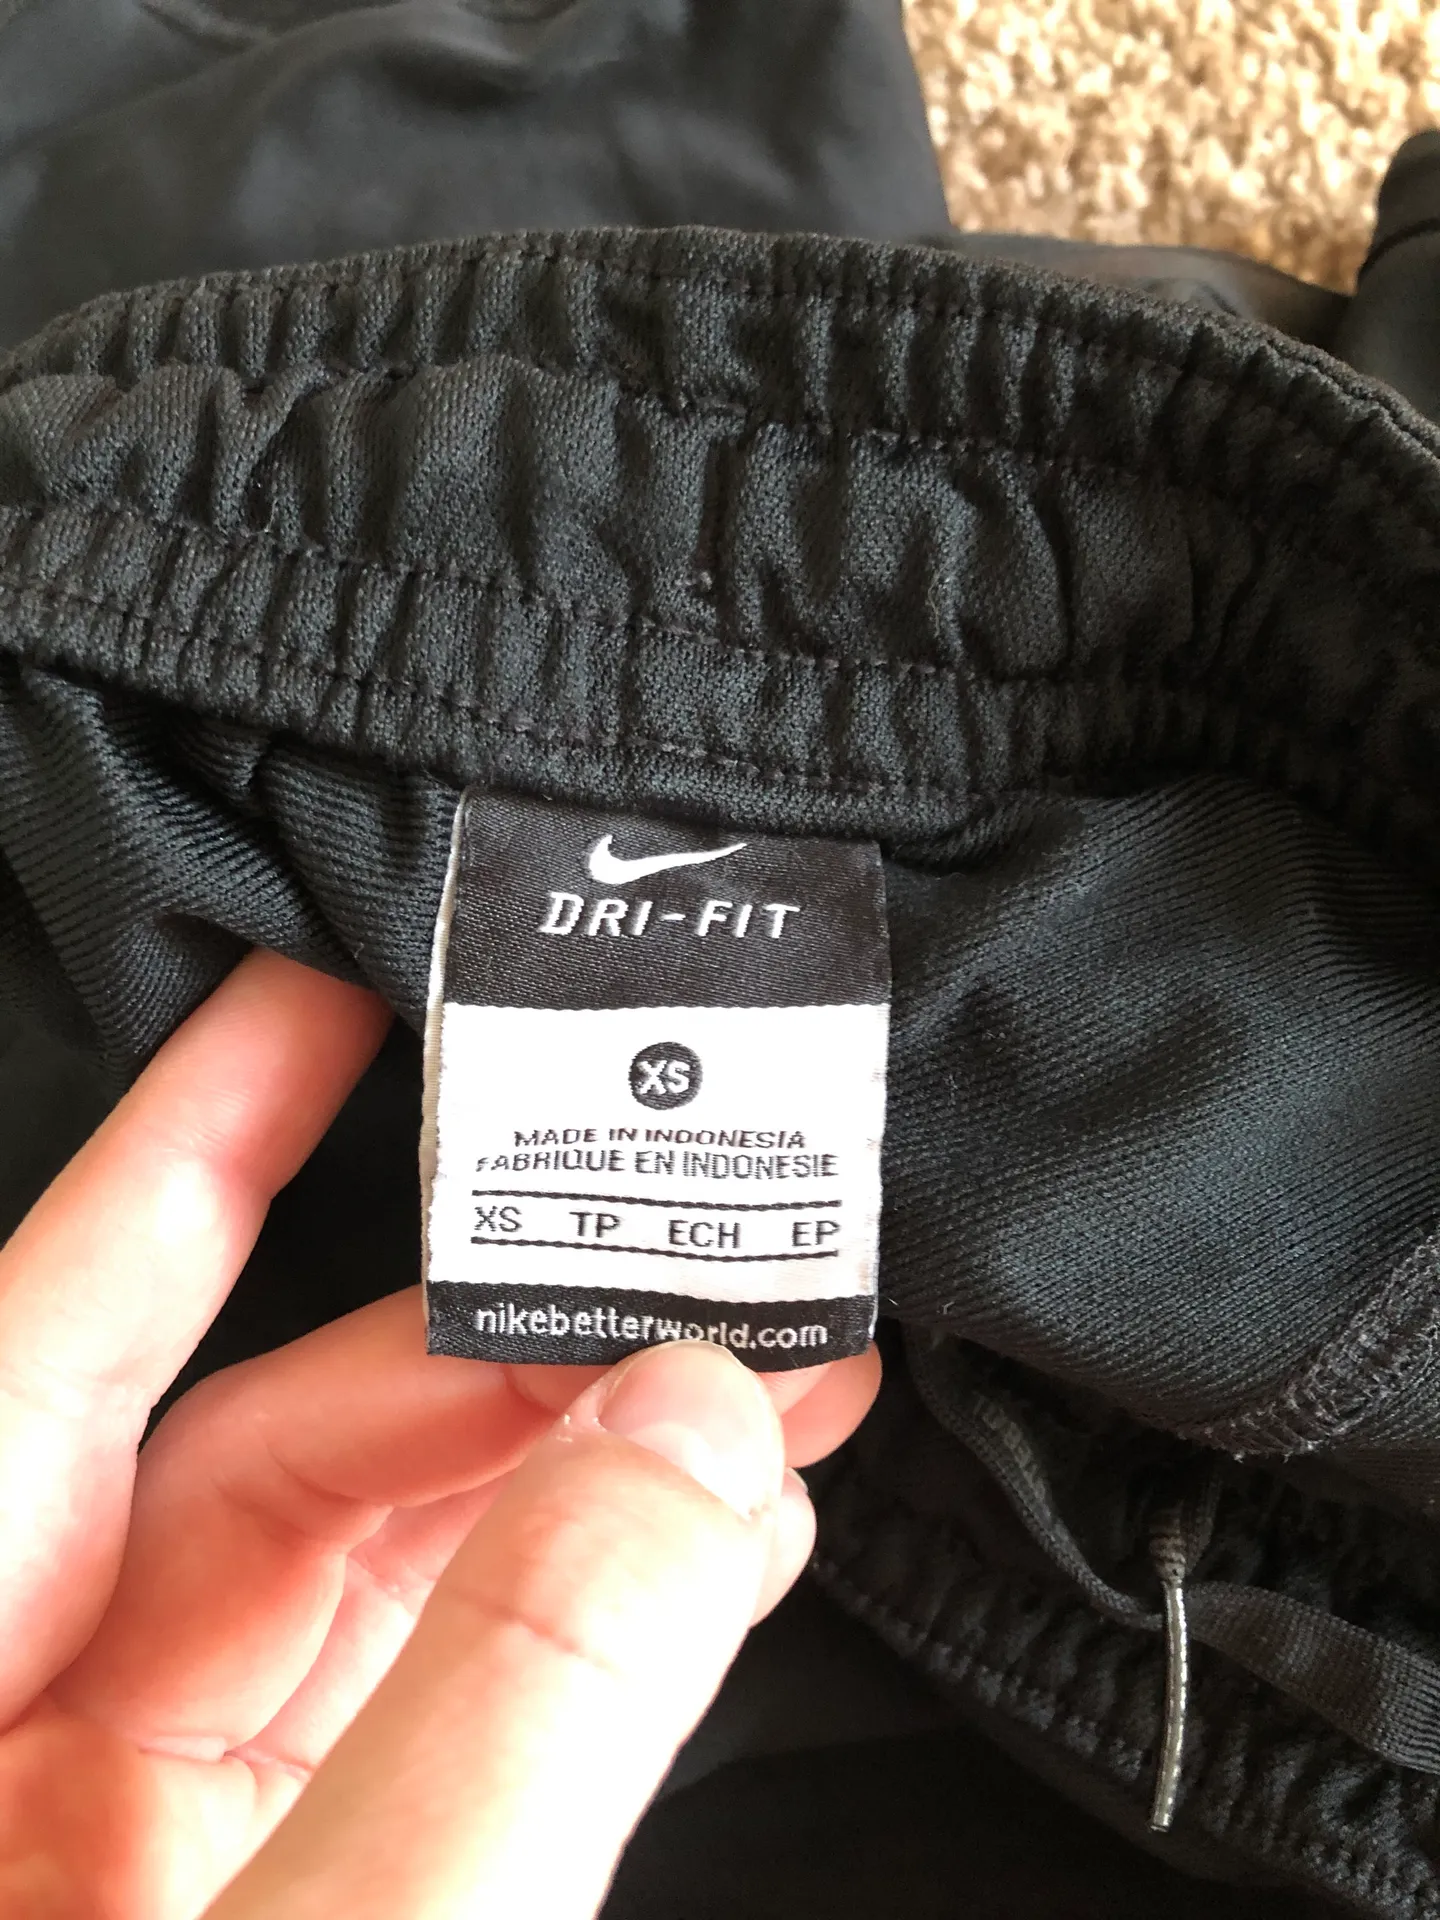 DRI-FIT
XS
MADE IN INDONESIA
FABRIQUE EN INDONESIE
XS TP ECH EP
nikebetterworld.com